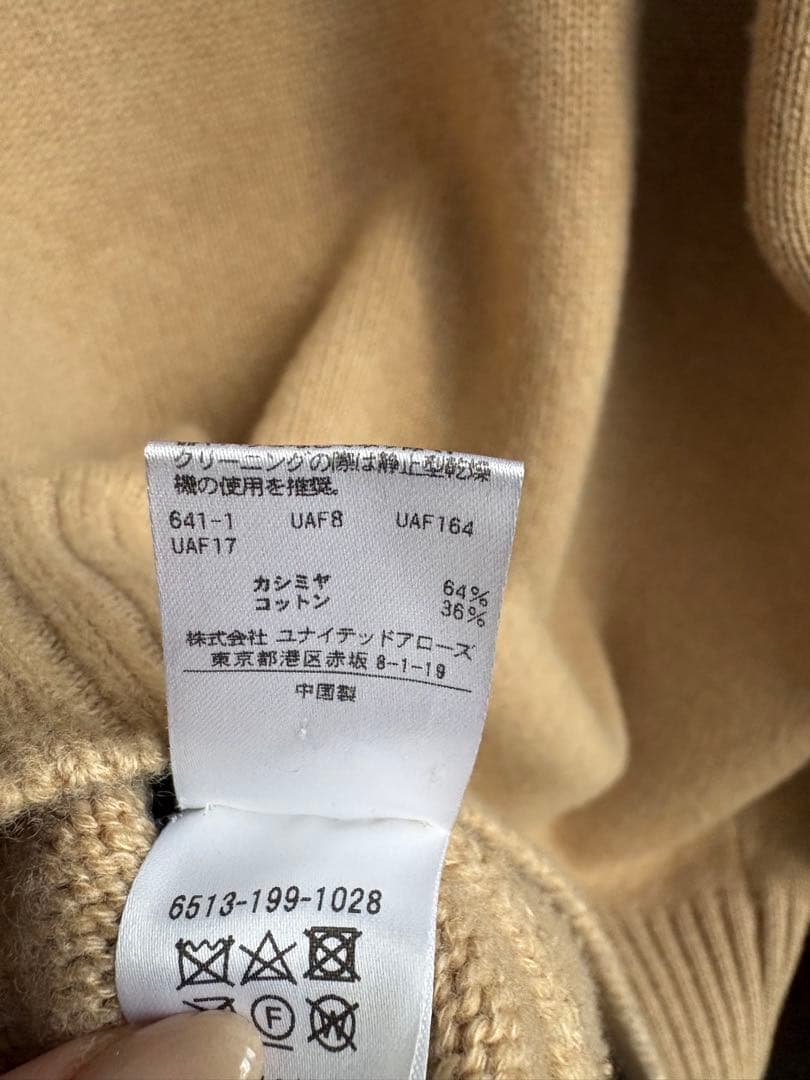 クリーニングの際は静止型乾燥
機の使用を推奨。
641-1 UAF8 UAF164
UAF17
カシミヤ 64%
コットン 36%
株式会社 ユナイテッドアローズ
東京都港区赤坂 8-1-19
中国製
6513-199-1028
F
W